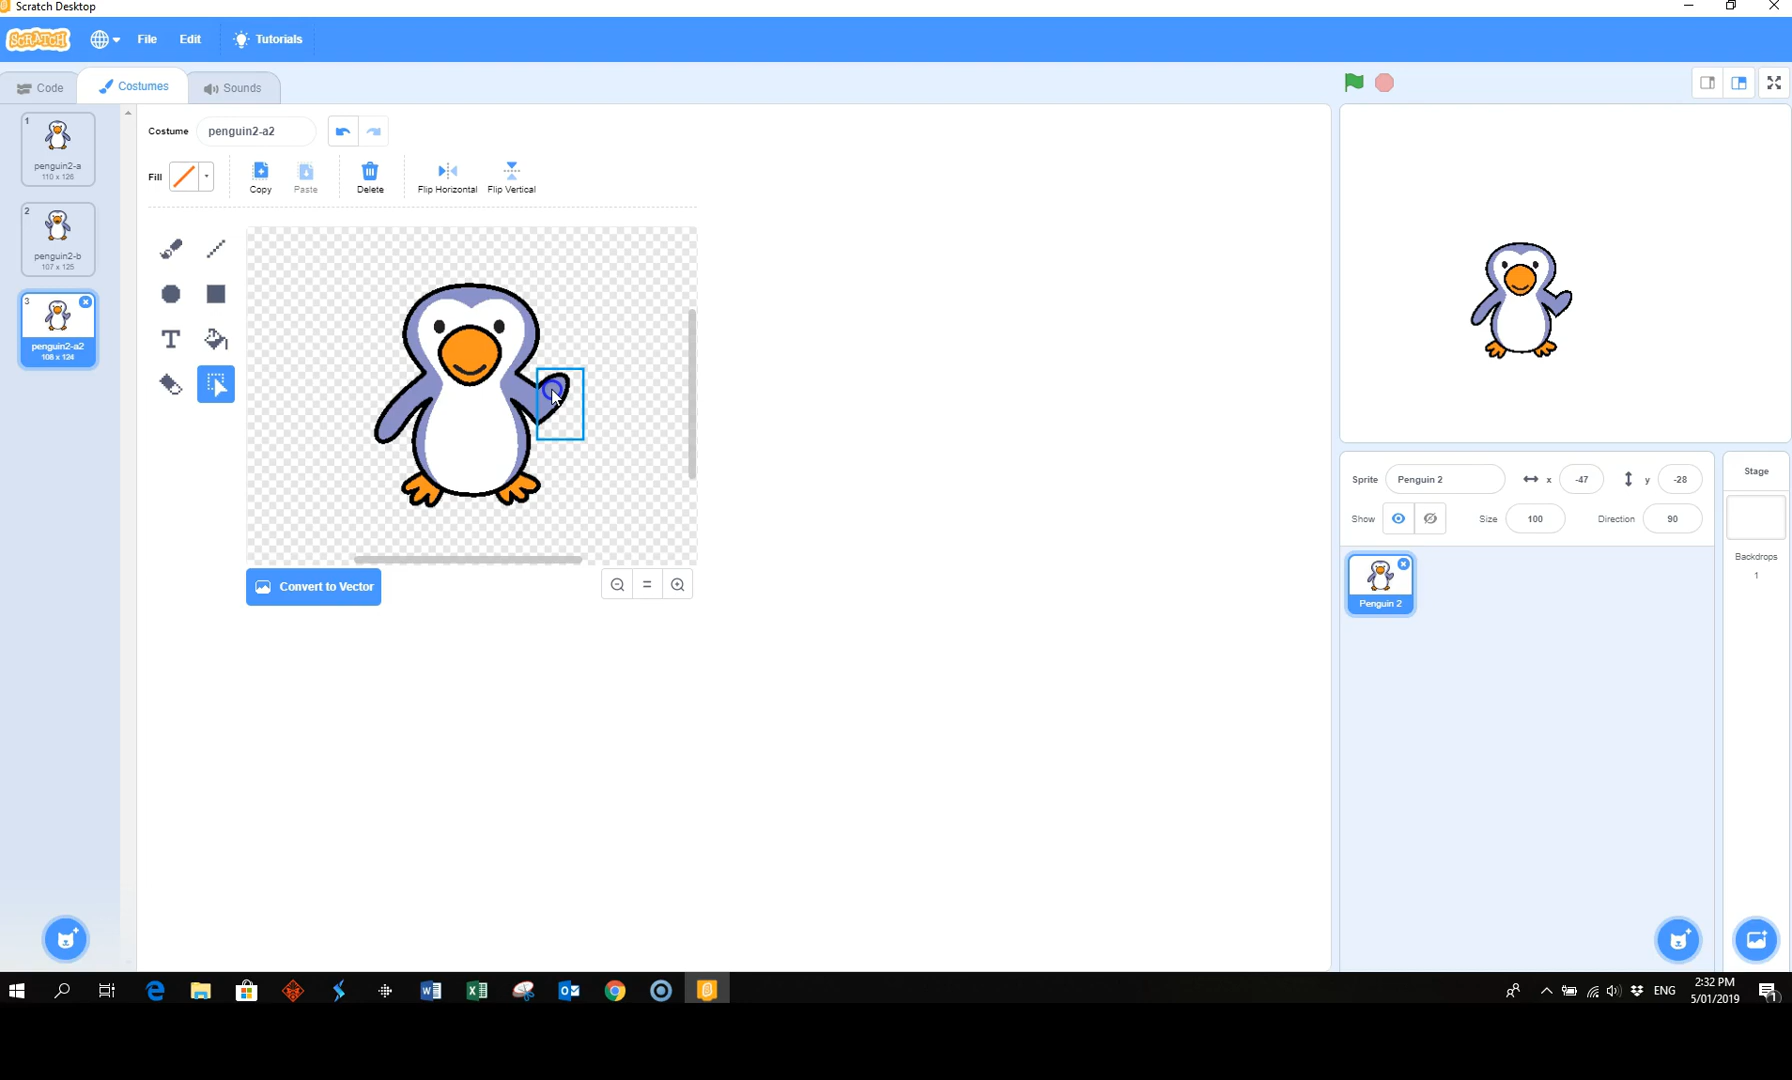 Scratch Desktop
SCRATCH File Edit Tutorials
Code Costumes Sounds
1
penguin2-a
110 x 126
2
penguin2-b
107 x 125
3
penguin2-a2
108 x 124
Costume penguin2-a2
Fill Copy Paste Delete Flip Horizontal Flip Vertical
T
Convert to Vector
Sprite Penguin 2 x -47 y -28
Show Size 100 Direction 90
Penguin 2
Stage
Backdrops
1
ENG
2:32 PM
5/01/2019
1